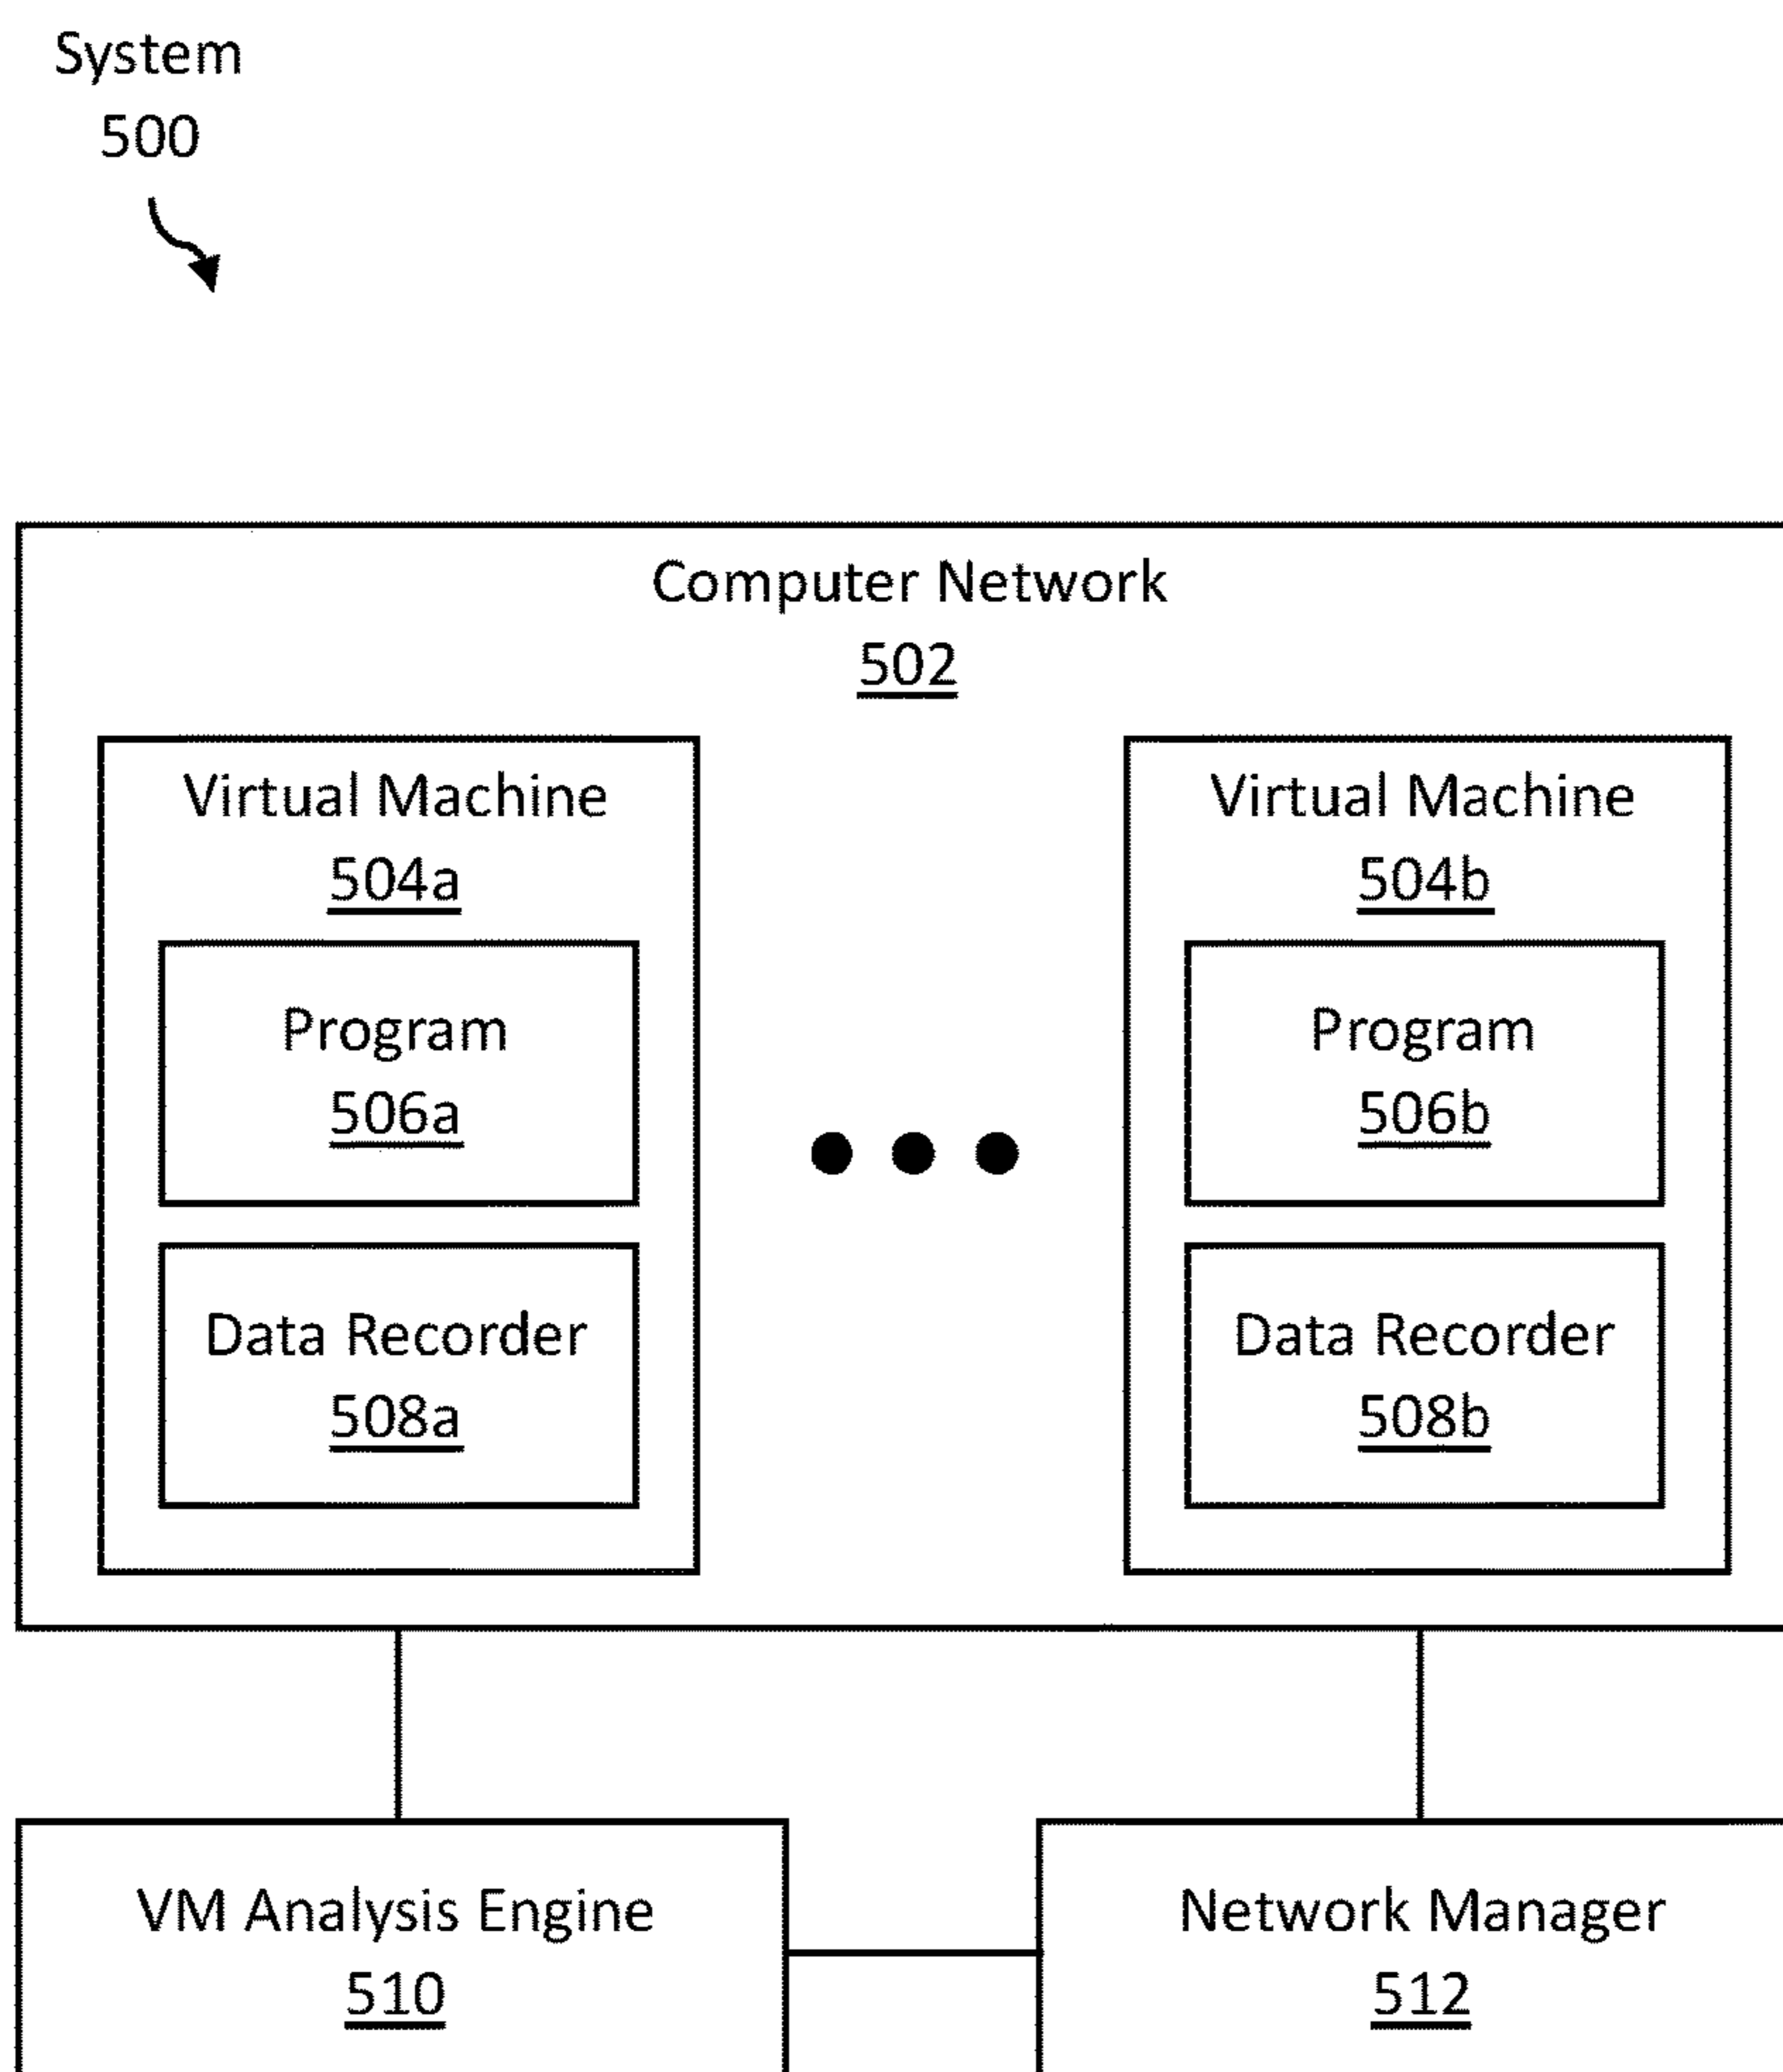 System
500
Computer Network
502
Virtual Machine
504a
Program
506a
Data Recorder
508a
Virtual Machine
504b
Program
506b
Data Recorder
508b
VM Analysis Engine
510
Network Manager
512